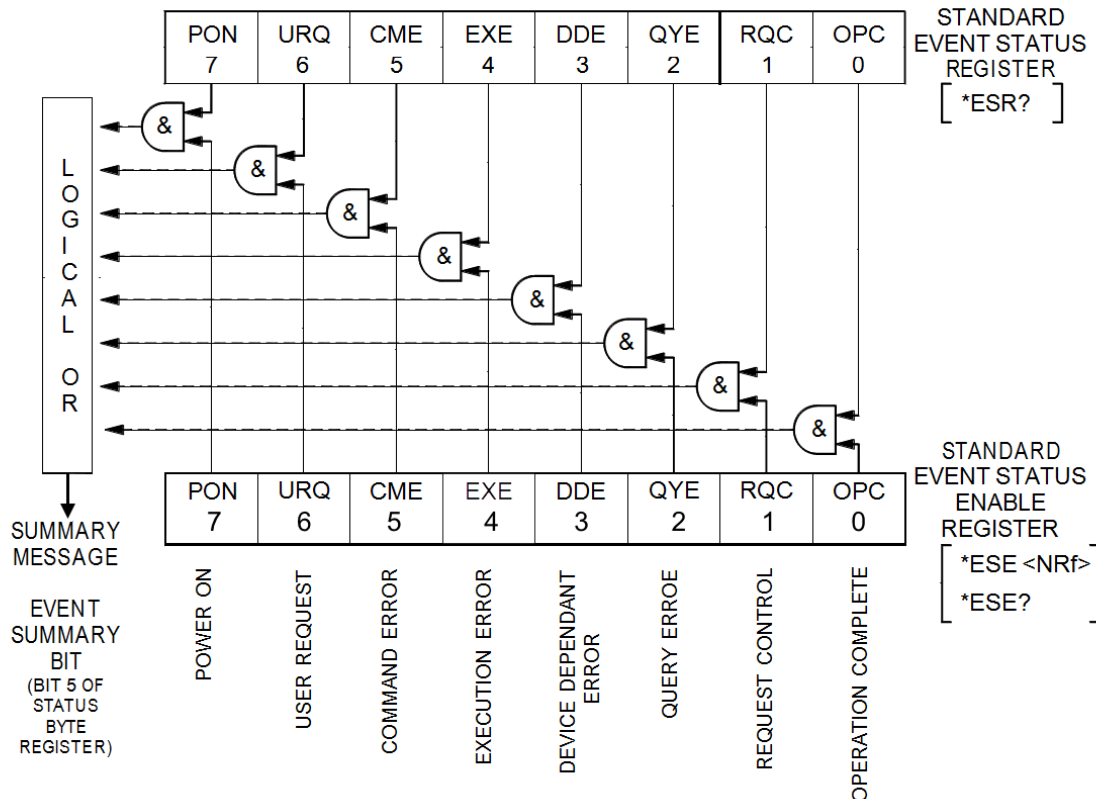 PON URQ CME EXE DDE QYE RQC OPC
7 6 5 4 3 2 1 0
STANDARD
EVENT STATUS
REGISTER
*ESR?
&
&
&
&
&
&
&
&
LOGICAL OR
PON URQ CME EXE DDE QYE RQC OPC
7 6 5 4 3 2 1 0
STANDARD
EVENT STATUS
ENABLE
REGISTER
*ESE <NRf>
*ESE?
SUMMARY
MESSAGE
EVENT
SUMMARY
BIT
(BIT 5 OF
STATUS
BYTE
REGISTER)
POWER ON
USER REQUEST
COMMAND ERROR
EXECUTION ERROR
DEVICE DEPENDANT
ERROR
QUERY ERROE
REQUEST CONTROL
OPERATION COMPLETE